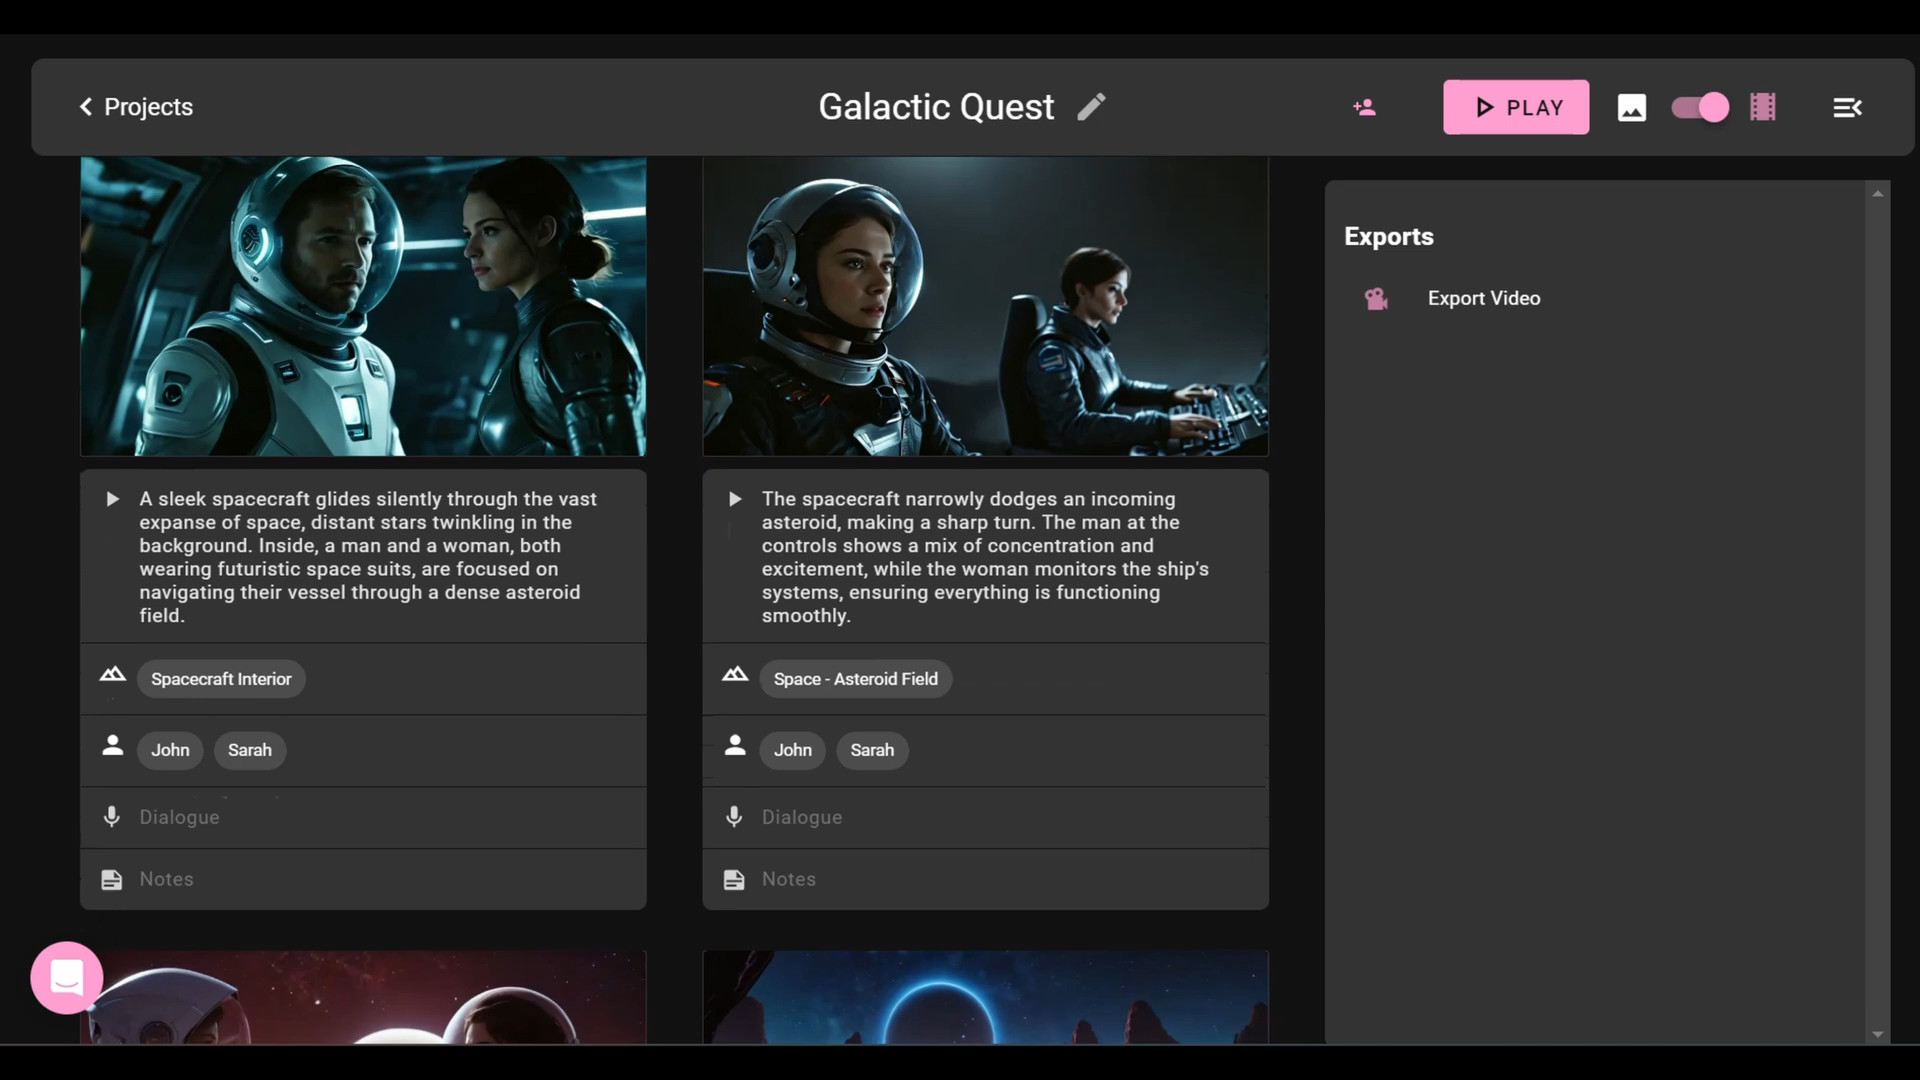 Projects
Galactic Quest
PLAY
A sleek spacecraft glides silently through the vast
expanse of space, distant stars twinkling in the
background. Inside, a man and a woman, both
wearing futuristic space suits, are focused on
navigating their vessel through a dense asteroid
field.
Spacecraft Interior
John Sarah
Dialogue
Notes
The spacecraft narrowly dodges an incoming
asteroid, making a sharp turn. The man at the
controls shows a mix of concentration and
excitement, while the woman monitors the ship's
systems, ensuring everything is functioning
smoothly.
Space - Asteroid Field
John Sarah
Dialogue
Notes
Exports
Export Video